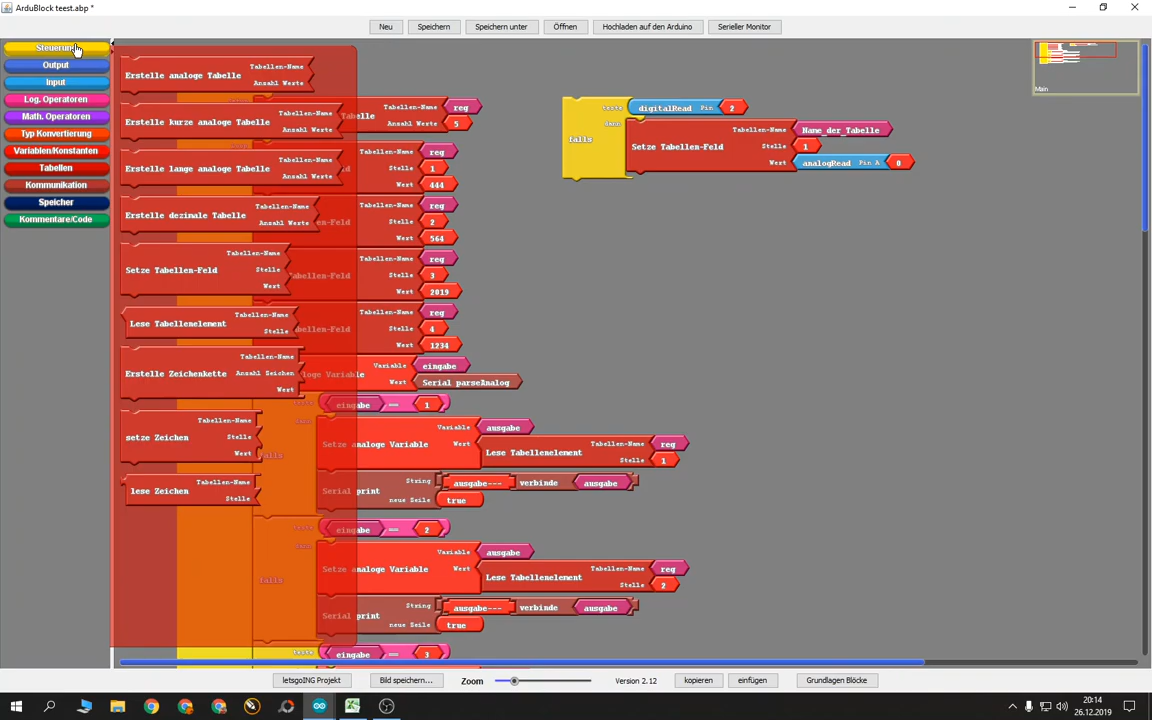 ArduBlock teest.abp *
Neu
Speichern
Speichern unter
Öffnen
Hochladen auf den Arduino
Serieller Monitor
Steuerung
Output
Input
Log. Operatoren
Math. Operatoren
Typ Konvertierung
Variablen/Konstanten
Tabellen
Kommunikation
Speicher
Kommentare/Code
Erstelle analoge Tabelle
Tabellen-Name
Anzahl Werte
Erstelle kurze analoge Tabelle
Tabellen-Name
Anzahl Werte
Erstelle lange analoge Tabelle
Tabellen-Name
Anzahl Werte
Erstelle dezimale Tabelle
Tabellen-Name
Anzahl Werte
Setze Tabellen-Feld
Tabellen-Name
Stelle
Wert
Lese Tabellenelement
Tabellen-Name
Stelle
Erstelle Zeichenkette
Tabellen-Name
Anzahl Zeichen
Wert
setze Zeichen
Tabellen-Name
Stelle
Wert
lese Zeichen
Tabellen-Name
Stelle
Tabellen-Name reg
Anzahl Werte 5
reg
Stelle 1
Wert 444
reg
Stelle 2
Wert 564
reg
Stelle 3
Wert 2019
reg
Stelle 4
Wert 1234
Variable eingabe
Wert Serial parseAnalog
eingabe == 1
Setze analoge Variable
Variable ausgabe
Wert Lese Tabellenelement
Tabellen-Name reg
Stelle 1
falls
Serial print
String ausgabe--- verbinde ausgabe
neue Zeile true
eingabe == 2
Setze analoge Variable
Variable ausgabe
Wert Lese Tabellenelement
Tabellen-Name reg
Stelle 2
falls
Serial print
String ausgabe--- verbinde ausgabe
neue Zeile true
teste eingabe == 3
falls
teste digitalRead Pin 2
dann
Setze Tabellen-Feld
Tabellen-Name Name_der_Tabelle
Stelle 1
Wert analogRead Pin A 0
Main
letsgoING Projekt
Bild speichern...
Zoom
Version 2.12
kopieren
einfügen
Grundlagen Blöcke
20:14
26.12.2019